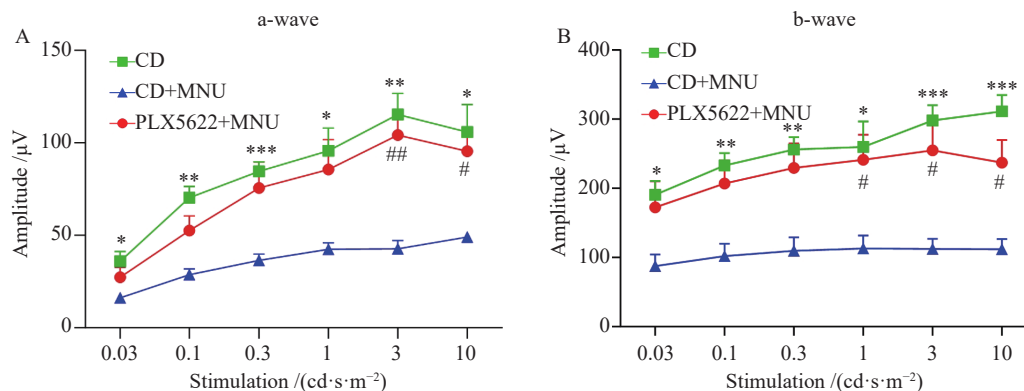 a-wave
A
150
100
50
0
Amplitude /µV
CD
CD+MNU
PLX5622+MNU
*
**
***
*
**
*
##
#
0.03 0.1 0.3 1 3 10
Stimulation /(cd·s·m⁻²)
b-wave
B
400
300
200
100
0
Amplitude /µV
CD
CD+MNU
PLX5622+MNU
*
**
**
*
***
***
#
#
#
0.03 0.1 0.3 1 3 10
Stimulation /(cd·s·m⁻²)